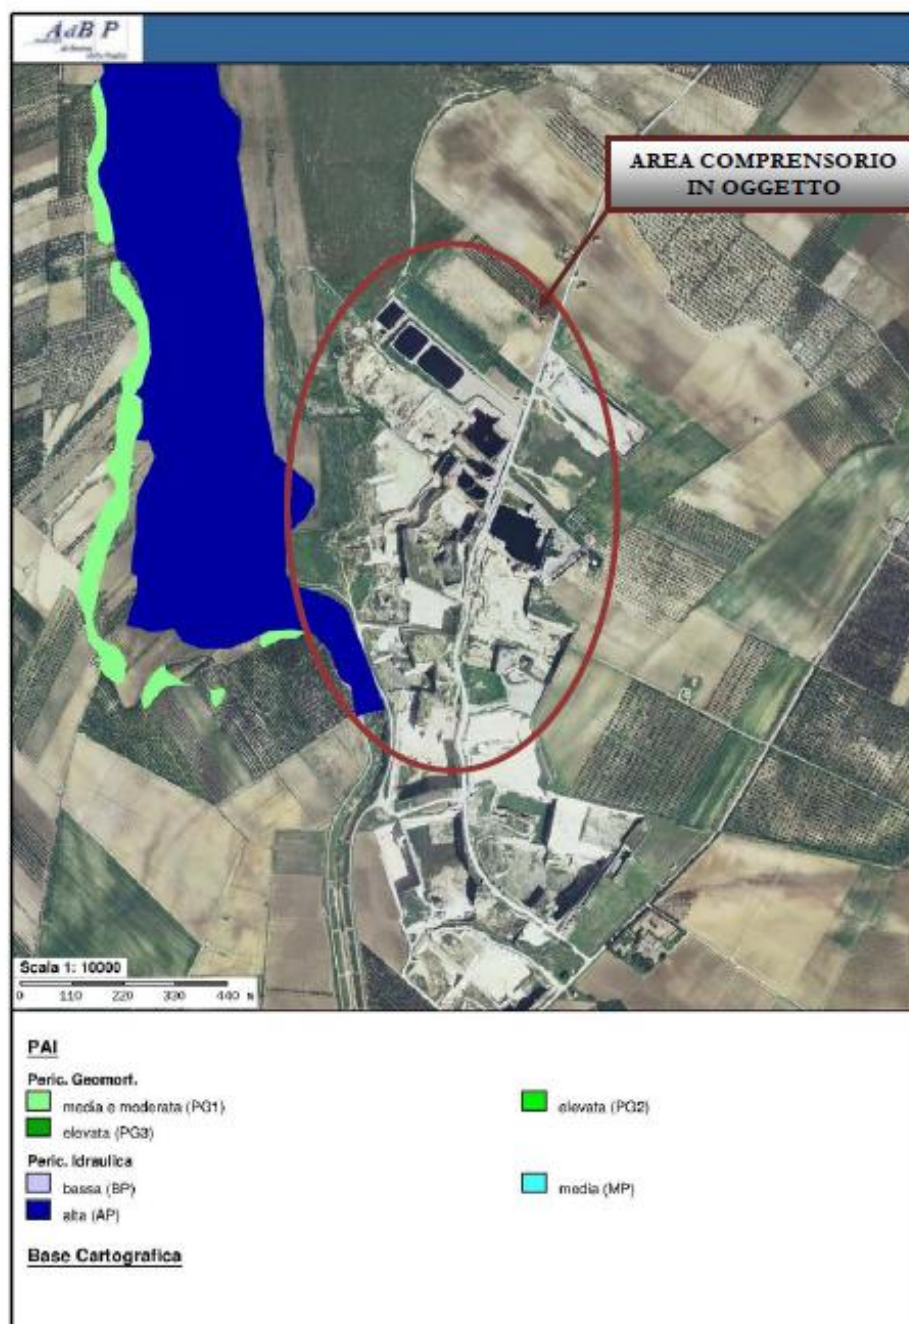 AdB P
AREA COMPRENSORIO
IN OGGETTO
Scala 1: 10000
0 110 220 330 440 m
PAI
Peric. Geomorf.
media e moderata (PG1)
elevata (PG2)
elevata (PG3)
Peric. Idraulica
bassa (BP)
media (MP)
alta (AP)
Base Cartografica